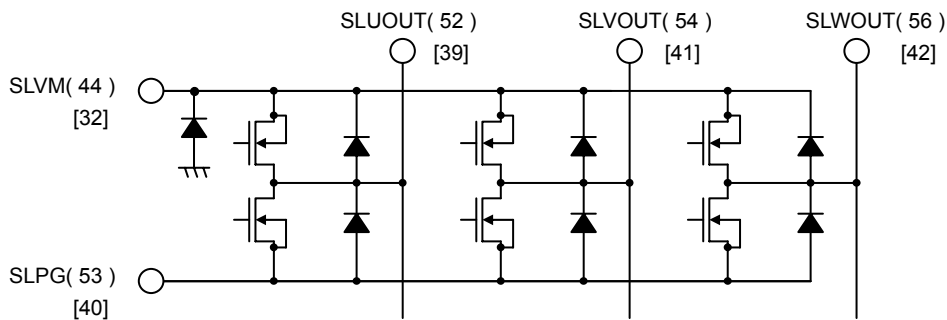 SLUOUT( 52 )
[39]
SLVOUT( 54 )
[41]
SLWOUT( 56 )
[42]
SLVM( 44 )
[32]
SLPG( 53 )
[40]